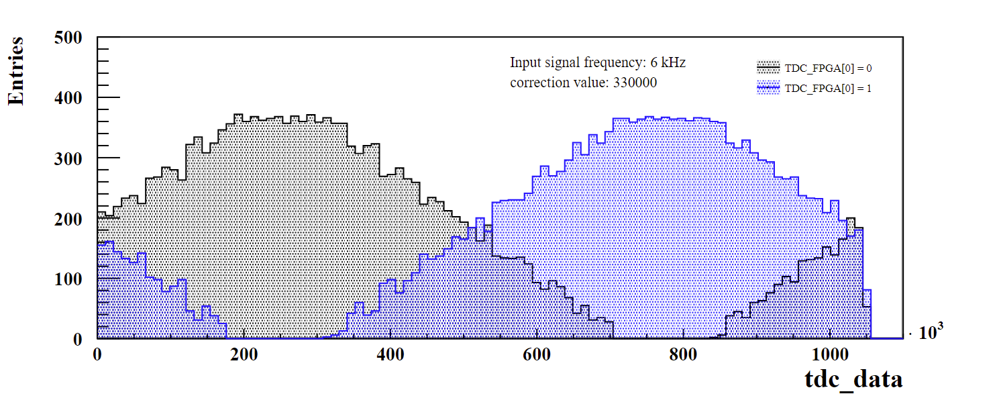 Entries
500
400
300
200
100
0
Input signal frequency: 6 kHz
correction value: 330000
TDC_FPGA[0] = 0
TDC_FPGA[0] = 1
0 200 400 600 800 1000
· 10³
tdc_data